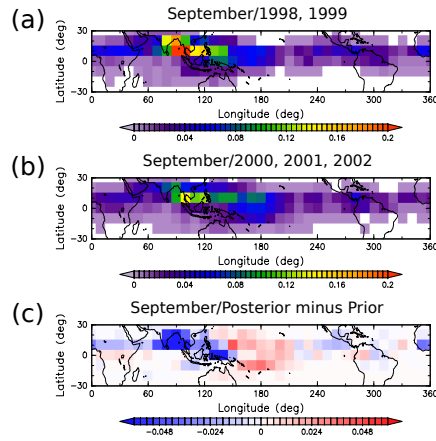 (a)
September/1998, 1999
Latitude (deg)
30
0
−30
0 60 120 180 240 300 360
Longitude (deg)
0 0.04 0.08 0.12 0.16 0.2
(b)
September/2000, 2001, 2002
Latitude (deg)
30
0
−30
0 60 120 180 240 300 360
Longitude (deg)
0 0.04 0.08 0.12 0.16 0.2
(c)
September/Posterior minus Prior
Latitude (deg)
30
0
−30
0 60 120 180 240 300 360
Longitude (deg)
−0.048 −0.024 0 0.024 0.048